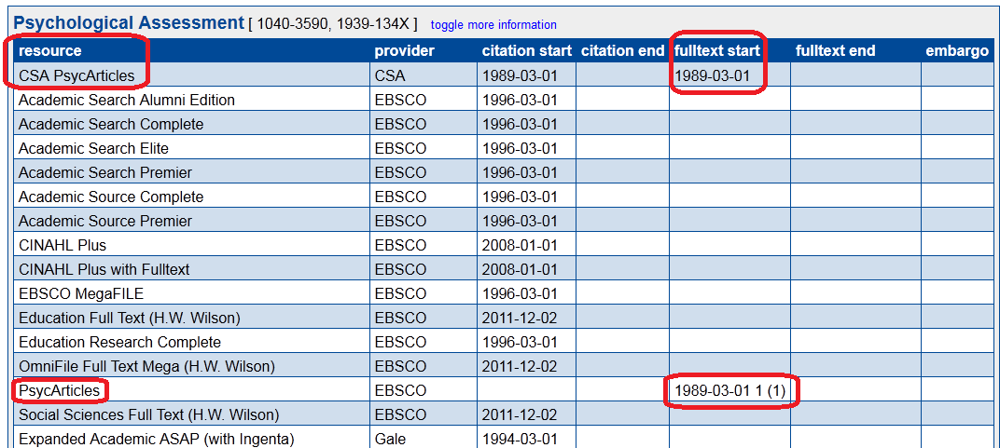 Psychological Assessment [ 1040-3590, 1939-134X ] toggle more information
resource provider citation start citation end fulltext start fulltext end embargo
CSA PsycArticles CSA 1989-03-01 1989-03-01
Academic Search Alumni Edition EBSCO 1996-03-01
Academic Search Complete EBSCO 1996-03-01
Academic Search Elite EBSCO 1996-03-01
Academic Search Premier EBSCO 1996-03-01
Academic Source Complete EBSCO 1996-03-01
Academic Source Premier EBSCO 1996-03-01
CINAHL Plus EBSCO 2008-01-01
CINAHL Plus with Fulltext EBSCO 2008-01-01
EBSCO MegaFILE EBSCO 1996-03-01
Education Full Text (H.W. Wilson) EBSCO 2011-12-02
Education Research Complete EBSCO 1996-03-01
OmniFile Full Text Mega (H.W. Wilson) EBSCO 2011-12-02
PsycArticles EBSCO 1989-03-01 1 (1)
Social Sciences Full Text (H.W. Wilson) EBSCO 2011-12-02
Expanded Academic ASAP (with Ingenta) Gale 1994-03-01